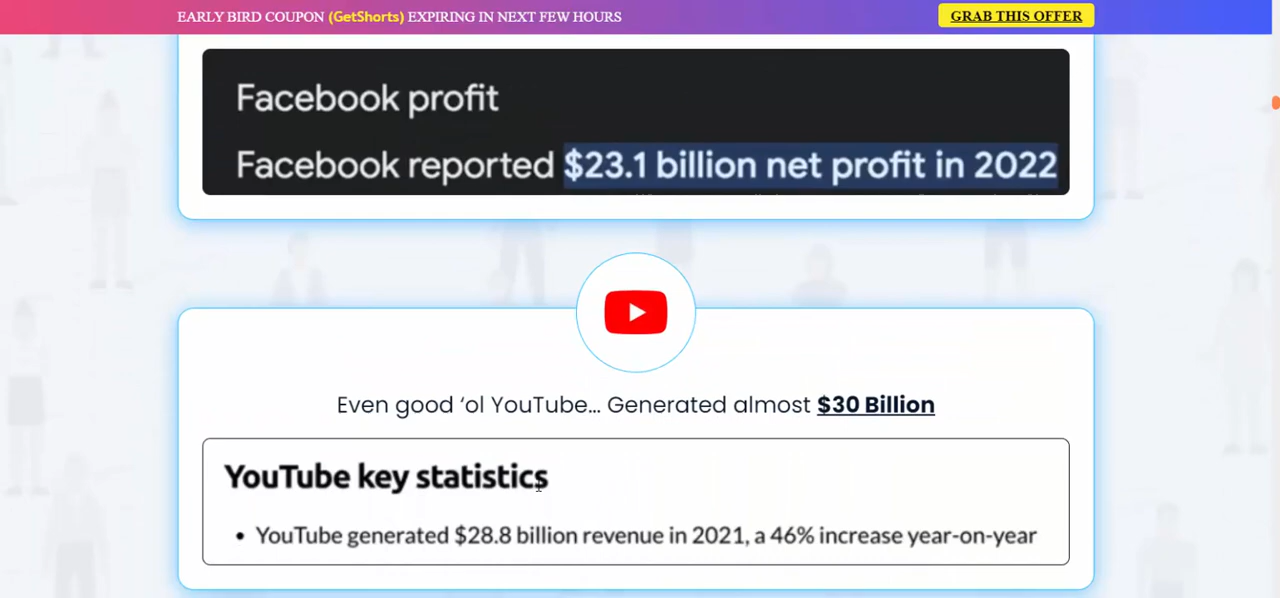 EARLY BIRD COUPON (GetShorts) EXPIRING IN NEXT FEW HOURS
GRAB THIS OFFER
Facebook profit
Facebook reported $23.1 billion net profit in 2022
Even good ‘ol YouTube... Generated almost $30 Billion
YouTube key statistics
• YouTube generated $28.8 billion revenue in 2021, a 46% increase year-on-year